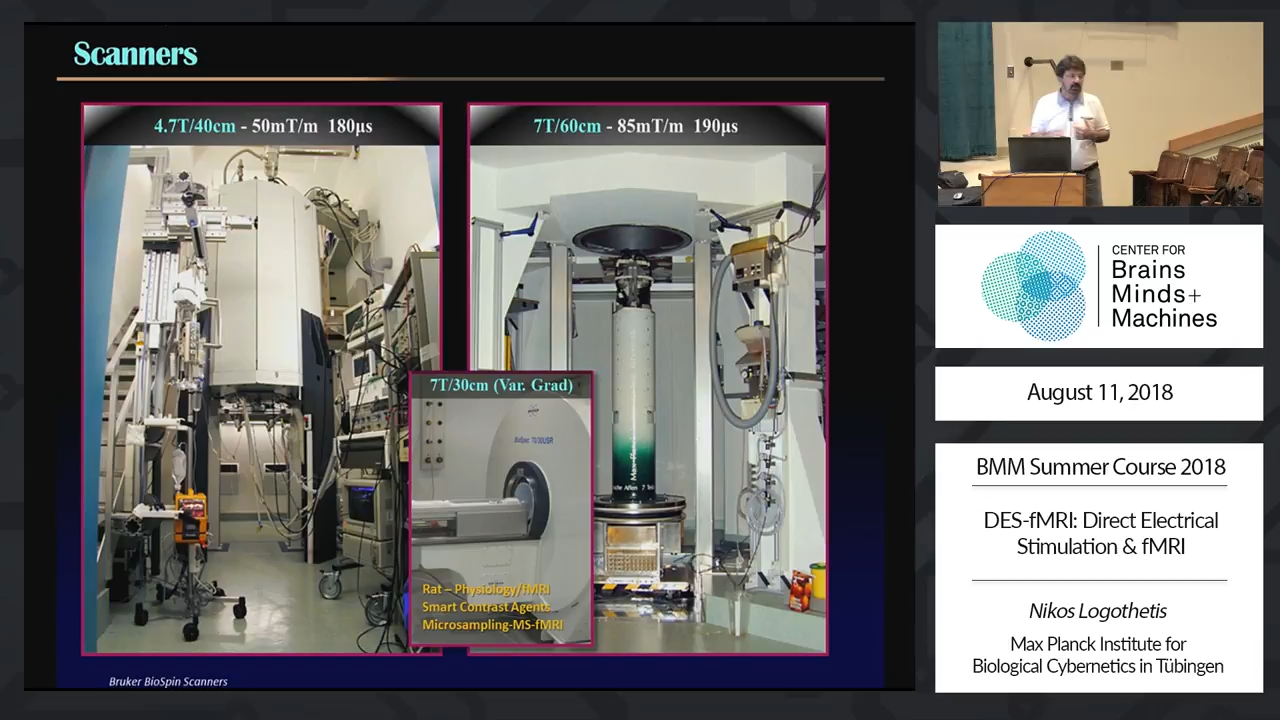 Scanners
4.7T/40cm - 50mT/m 180µs
7T/60cm - 85mT/m 190µs
7T/30cm (Var. Grad)
Rat – Physiology/fMRI
Smart Contrast Agents
Microsampling-MS-fMRI
Bruker BioSpin Scanners
CENTER FOR
Brains
Minds+
Machines
August 11, 2018
BMM Summer Course 2018
DES-fMRI: Direct Electrical
Stimulation & fMRI
Nikos Logothetis
Max Planck Institute for
Biological Cybernetics in Tübingen